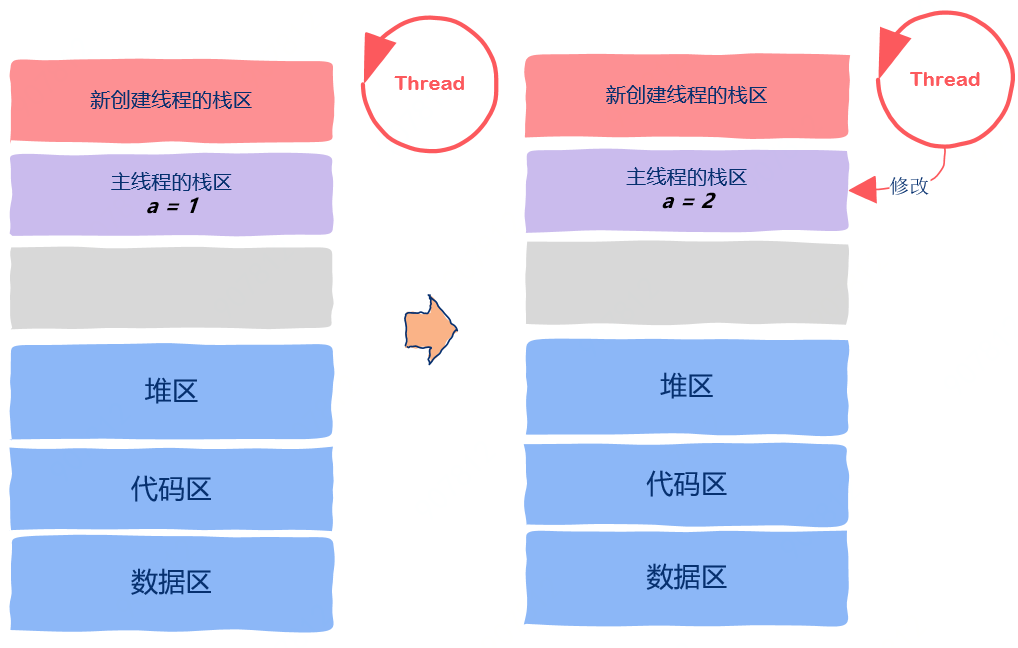 Thread
新创建线程的栈区
主线程的栈区
a = 1
堆区
代码区
数据区
Thread
新创建线程的栈区
主线程的栈区
a = 2
修改
堆区
代码区
数据区